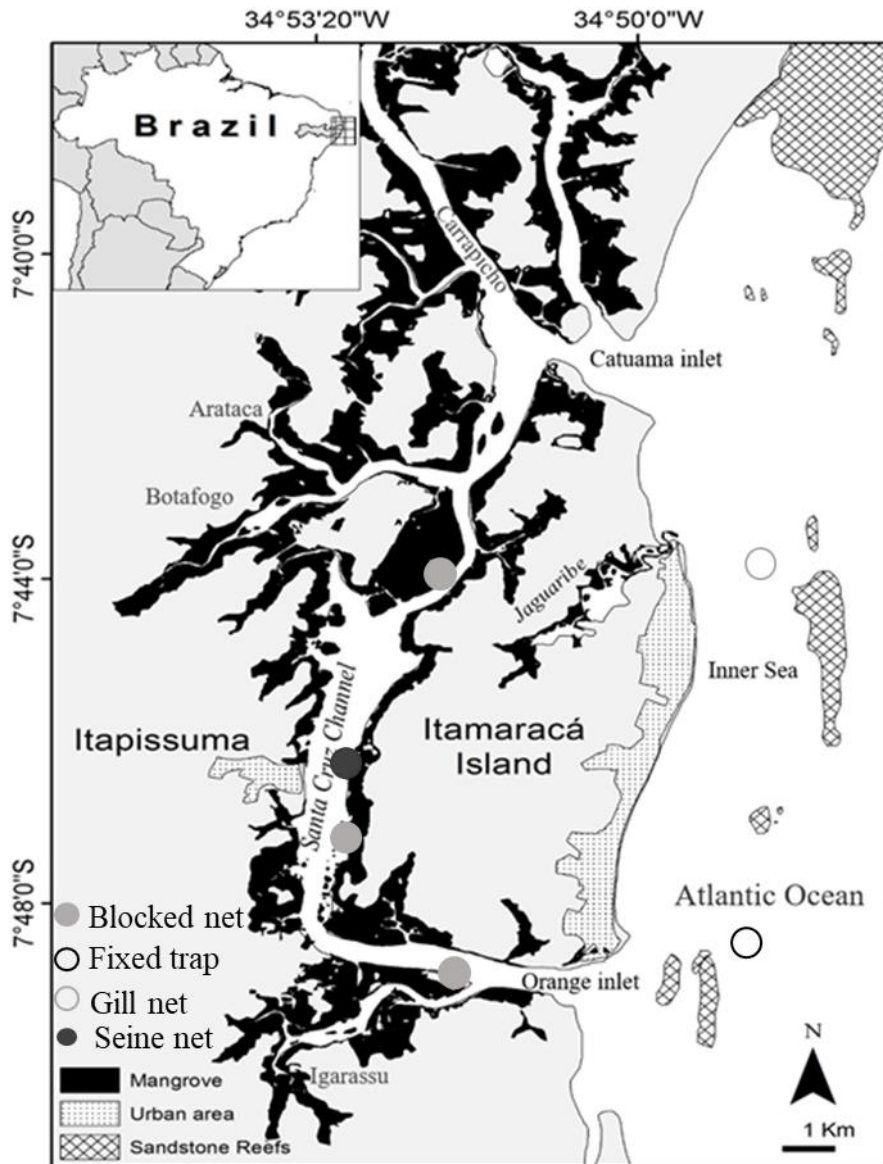 34°53'20"W
34°50'0"W
Brazil
7°40'0"S
Carrapicho
Catuama inlet
Arataca
Botafogo
7°44'0"S
Jaguaribe
Inner Sea
Itapissuma
Santa Cruz Channel
Itamaracá
Island
7°48'0"S
Atlantic Ocean
Blocked net
Fixed trap
Gill net
Seine net
Orange inlet
Igarassu
N
Mangrove
Urban area
Sandstone Reefs
1 Km